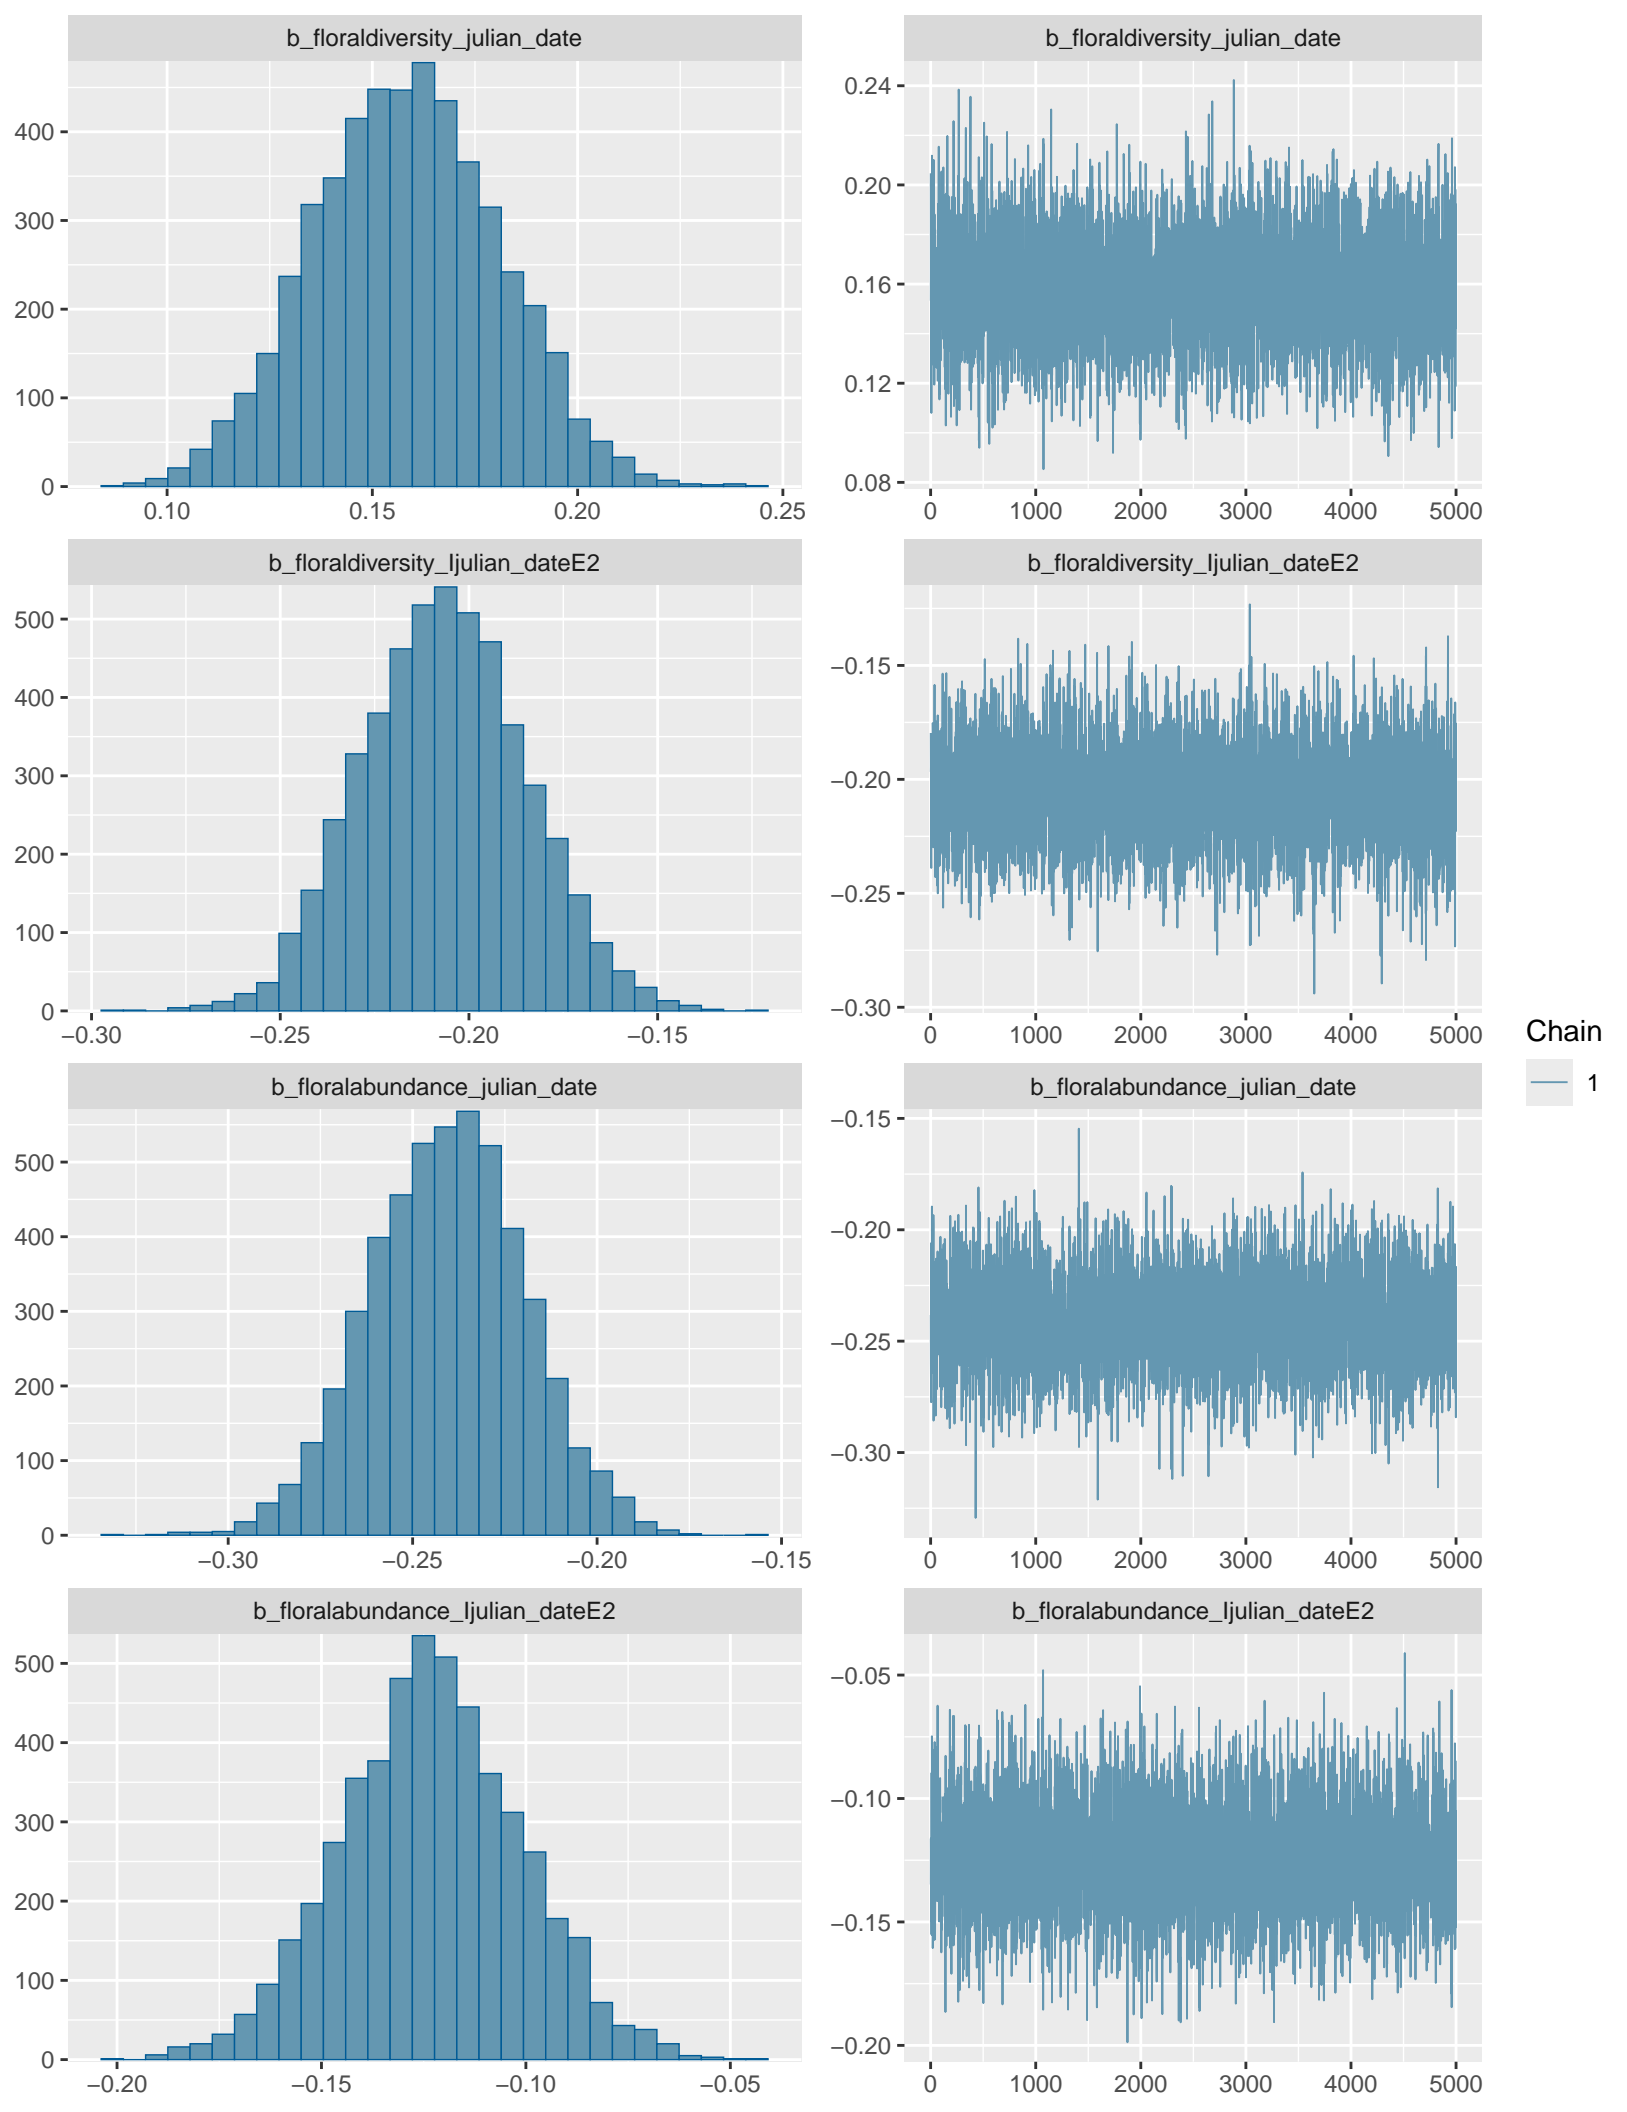 b_floraldiversity_julian_date
b_floraldiversity_julian_date
400
300
200
100
0
0.10 0.15 0.20 0.25
0.24
0.20
0.16
0.12
0.08
0 1000 2000 3000 4000 5000
b_floraldiversity_Ijulian_dateE2
b_floraldiversity_Ijulian_dateE2
500
400
300
200
100
0
−0.30 −0.25 −0.20 −0.15
−0.15
−0.20
−0.25
−0.30
0 1000 2000 3000 4000 5000
Chain
1
b_floralabundance_julian_date
b_floralabundance_julian_date
500
400
300
200
100
0
−0.30 −0.25 −0.20 −0.15
−0.15
−0.20
−0.25
−0.30
0 1000 2000 3000 4000 5000
b_floralabundance_Ijulian_dateE2
b_floralabundance_Ijulian_dateE2
500
400
300
200
100
0
−0.20 −0.15 −0.10 −0.05
−0.05
−0.10
−0.15
−0.20
0 1000 2000 3000 4000 5000